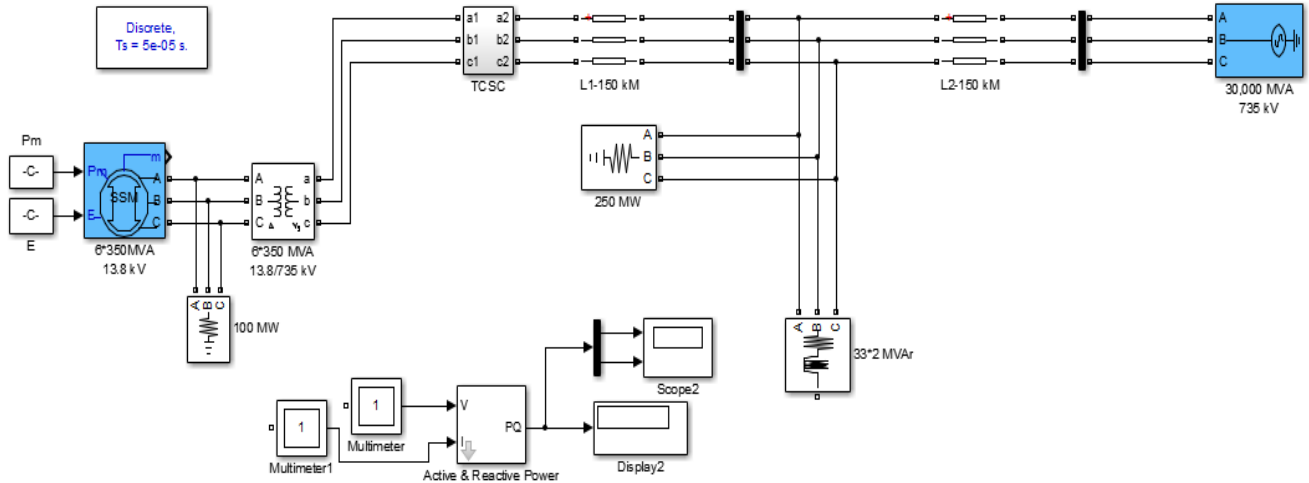 Discrete,
Ts = 5e-05 s.
a1 a2
b1 b2
c1 c2
TCSC
L1-150 kM
L2-150 kM
A
B
C
30,000 MVA
735 kV
Pm
-C-
-C-
E
Pm
E
m
SSM
A
B
C
6*350MVA
13.8 kV
A a
B b
C c
6*350 MVA
13.8/735 kV
A
B
C
250 MW
A B C
100 MW
A B C
33*2 MVAr
1
Multimeter1
1
Multimeter
V
I
PQ
Active & Reactive Power
Scope2
Display2